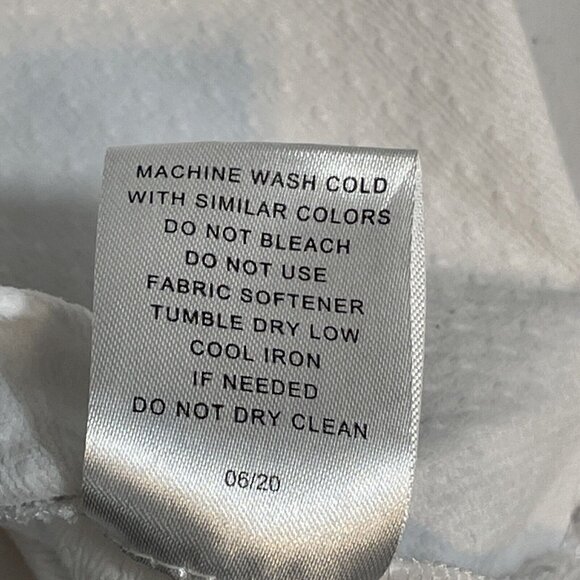 MACHINE WASH COLD
WITH SIMILAR COLORS
DO NOT BLEACH
DO NOT USE
FABRIC SOFTENER
TUMBLE DRY LOW
COOL IRON
IF NEEDED
DO NOT DRY CLEAN
06/20